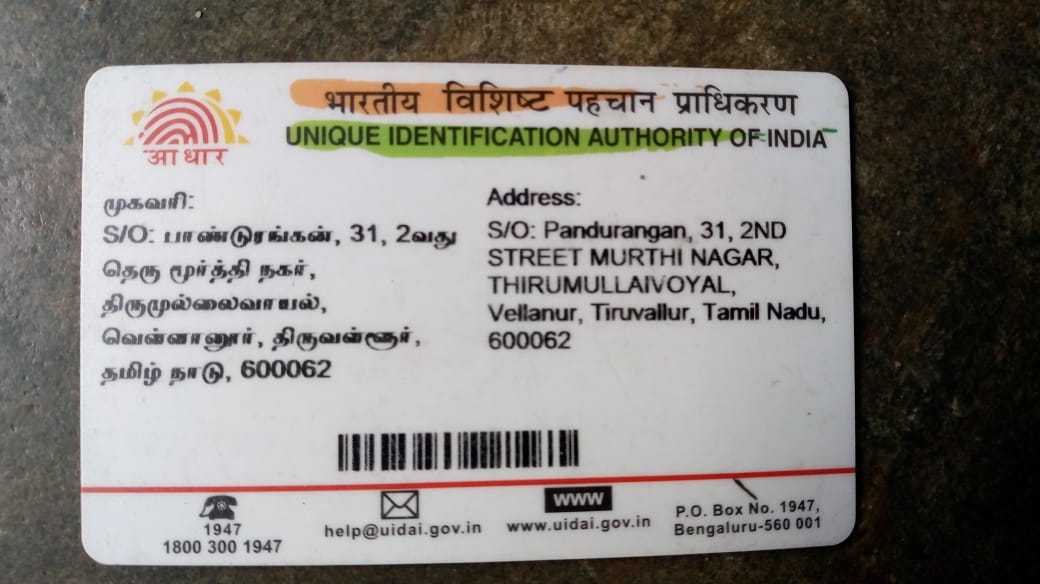 भारतीय विशिष्ट पहचान प्राधिकरण
UNIQUE IDENTIFICATION AUTHORITY OF INDIA
आधार
முகவரி:
S/O: பாண்டுரங்கன், 31, 2வது
தெரு மூர்த்தி நகர்,
திருமுல்லைவாயல்,
வெள்ளானூர், திருவள்ளூர்,
தமிழ் நாடு, 600062
Address:
S/O: Pandurangan, 31, 2ND
STREET MURTHI NAGAR,
THIRUMULLAIVOYAL,
Vellanur, Tiruvallur, Tamil Nadu,
600062
1947
1800 300 1947
help@uidai.gov.in
WWW
www.uidai.gov.in
P.O. Box No. 1947,
Bengaluru-560 001